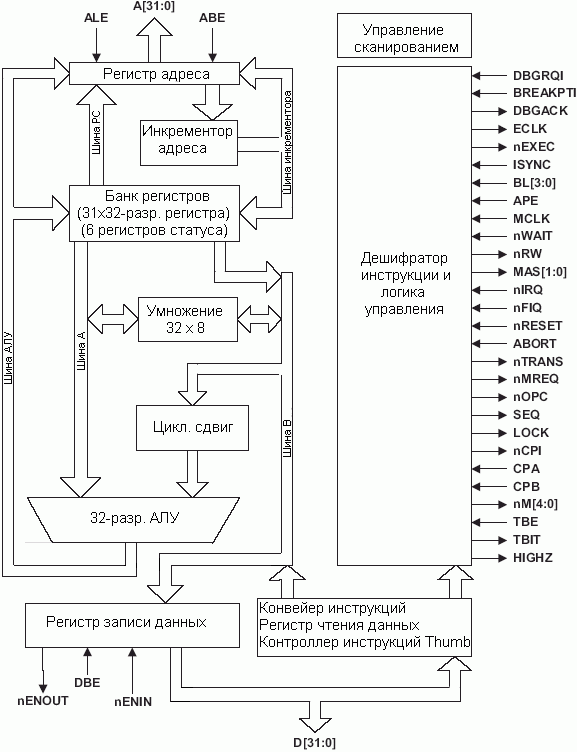 A[31:0]
ALE
ABE
Управление
сканированием
Регистр адреса
Шина PC
Инкрементор
адреса
Шина инкрементора
Банк регистров
(31x32-разр. регистра)
(6 регистров статуса)
Умножение
32 x 8
Шина АЛУ
Шина А
Шина В
Цикл. сдвиг
32-разр. АЛУ
Регистр записи данных
nENOUT
DBE
nENIN
Дешифратор
инструкции и
логика
управления
DBGRQI
BREAKPTI
DBGACK
ECLK
nEXEC
ISYNC
BL[3:0]
APE
MCLK
nWAIT
nRW
MAS[1:0]
nIRQ
nFIQ
nRESET
ABORT
nTRANS
nMREQ
nOPC
SEQ
LOCK
nCPI
CPA
CPB
nM[4:0]
TBE
TBIT
HIGHZ
Конвейер инструкций
Регистр чтения данных
Контроллер инструкций Thumb
D[31:0]